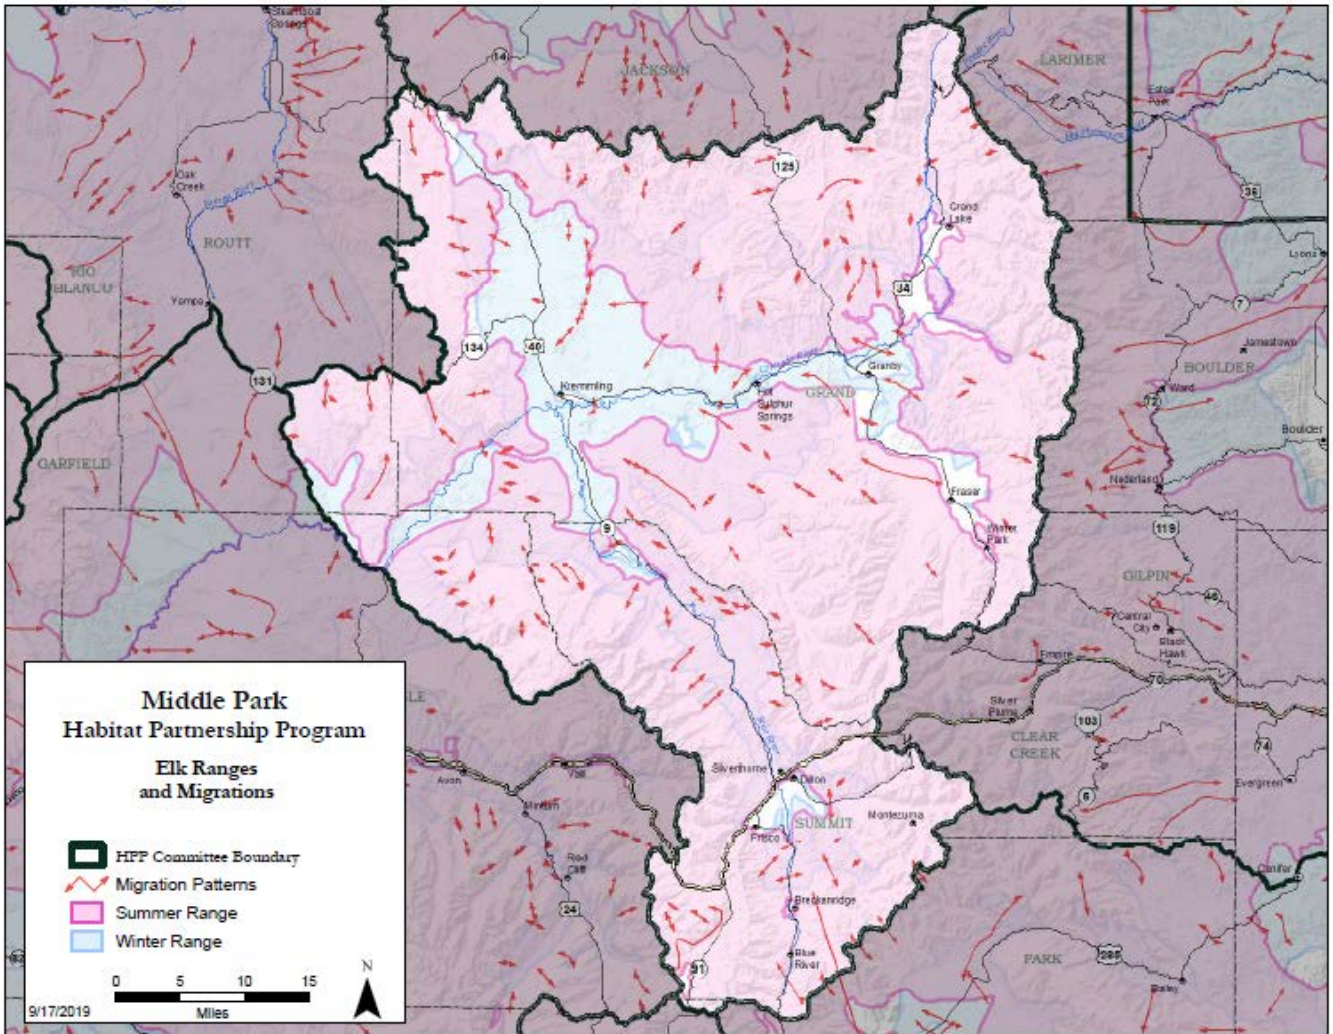 Steamboat
Springs
14
JACKSON
LARIMER
Estes
Park
125
36
Oak
Creek
Grand
Lake
ROUTT
RIO
BLANCO
Lyons
34
Yampa
7
134
40
Jamestown
BOULDER
131
Kremmling
Granby
Hot
Sulphur
Springs
GRAND
Ward
72
Boulder
GARFIELD
Nederland
Fraser
9
119
Winter
Park
GILPIN
46
Central
City
Black
Hawk
Empire
70
Silver
Plume
103
CLEAR
CREEK
74
Evergreen
6
Silverthorne
Dillon
Avon
Vail
Minturn
SUMMIT
Montezuma
Frisco
Red
Cliff
24
Conifer
Breckenridge
Blue
River
91
PARK
285
Bailey
Middle Park
Habitat Partnership Program
Elk Ranges
and Migrations
HPP Committee Boundary
Migration Patterns
Summer Range
Winter Range
0 5 10 15
Miles
N
9/17/2019